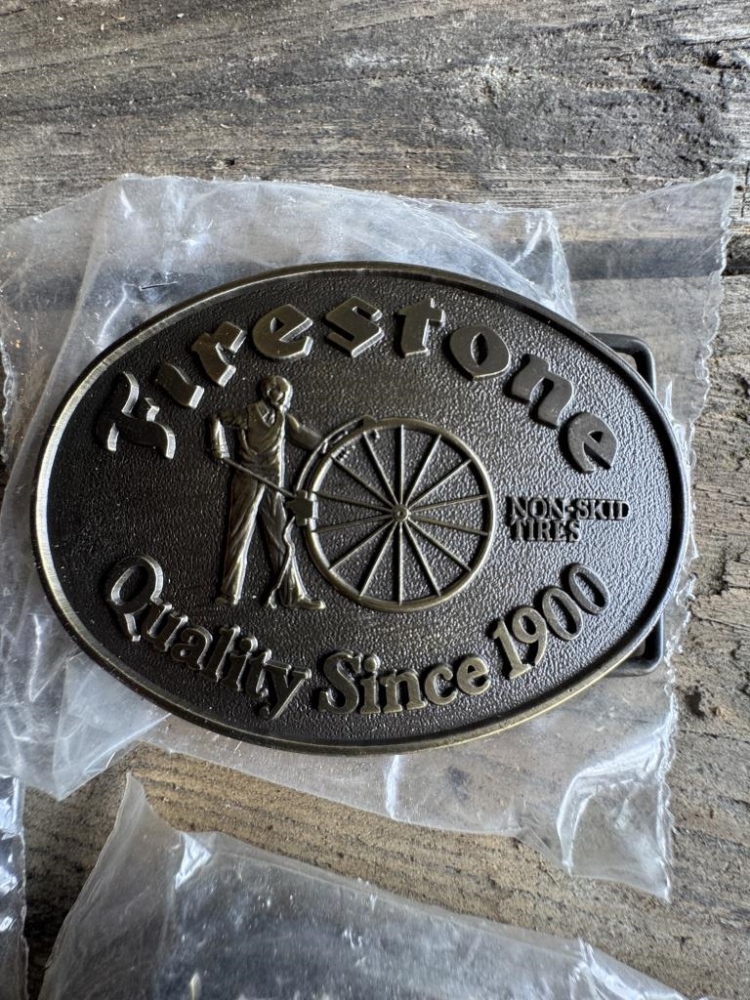 Firestone
NON-SKID
TIRES
Quality Since 1900